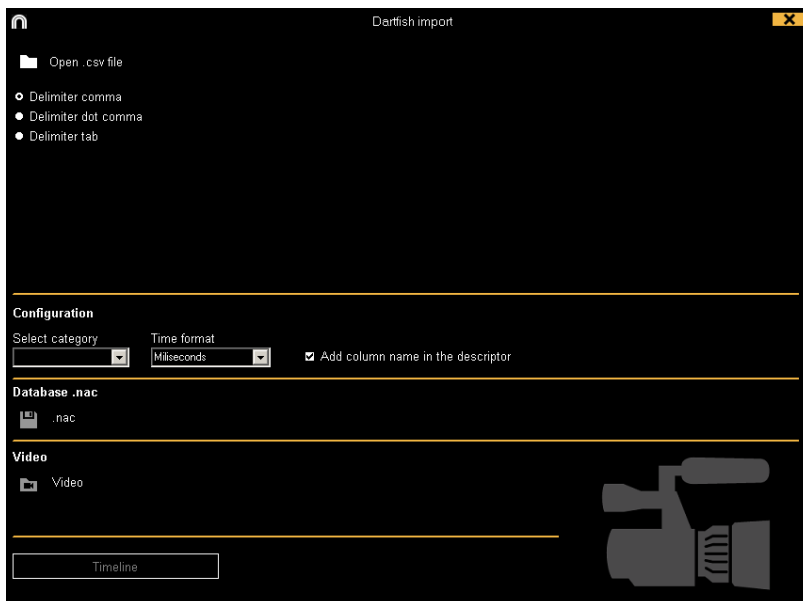 Dartfish import
Open .csv file
Delimiter comma
Delimiter dot comma
Delimiter tab
Configuration
Select category Time format
Miliseconds Add column name in the descriptor
Database .nac
.nac
Video
Video
Timeline